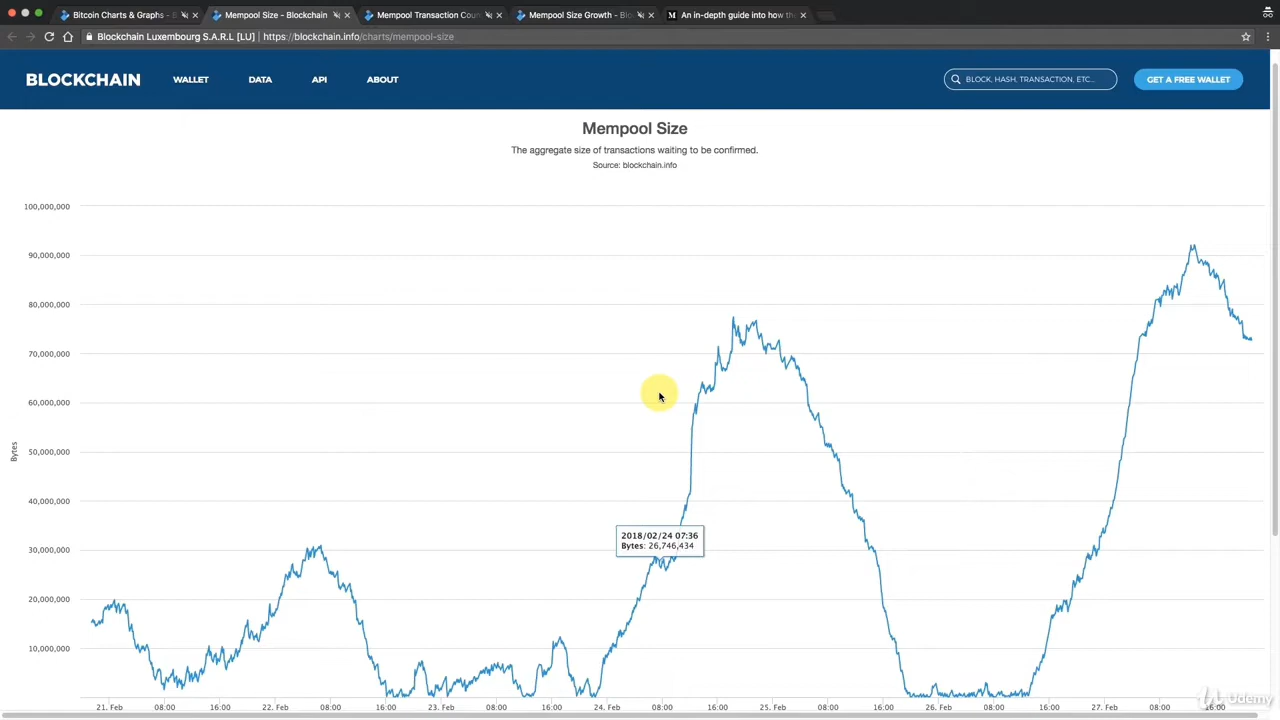 Bitcoin Charts & Graphs - B
Mempool Size - Blockchain
Mempool Transaction Coun
Mempool Size Growth - Blo
An in-depth guide into how the
Blockchain Luxembourg S.A.R.L [LU] | https://blockchain.info/charts/mempool-size
BLOCKCHAIN
WALLET
DATA
API
ABOUT
BLOCK, HASH, TRANSACTION, ETC...
GET A FREE WALLET
Mempool Size
The aggregate size of transactions waiting to be confirmed.
Source: blockchain.info
100,000,000
90,000,000
80,000,000
70,000,000
60,000,000
50,000,000
40,000,000
30,000,000
20,000,000
10,000,000
Bytes
2018/02/24 07:36
Bytes: 26,746,434
21. Feb 08:00 16:00 22. Feb 08:00 16:00 23. Feb 08:00 16:00 24. Feb 08:00 16:00 25. Feb 08:00 16:00 26. Feb 08:00 16:00 27. Feb 08:00 16:00
Udemy